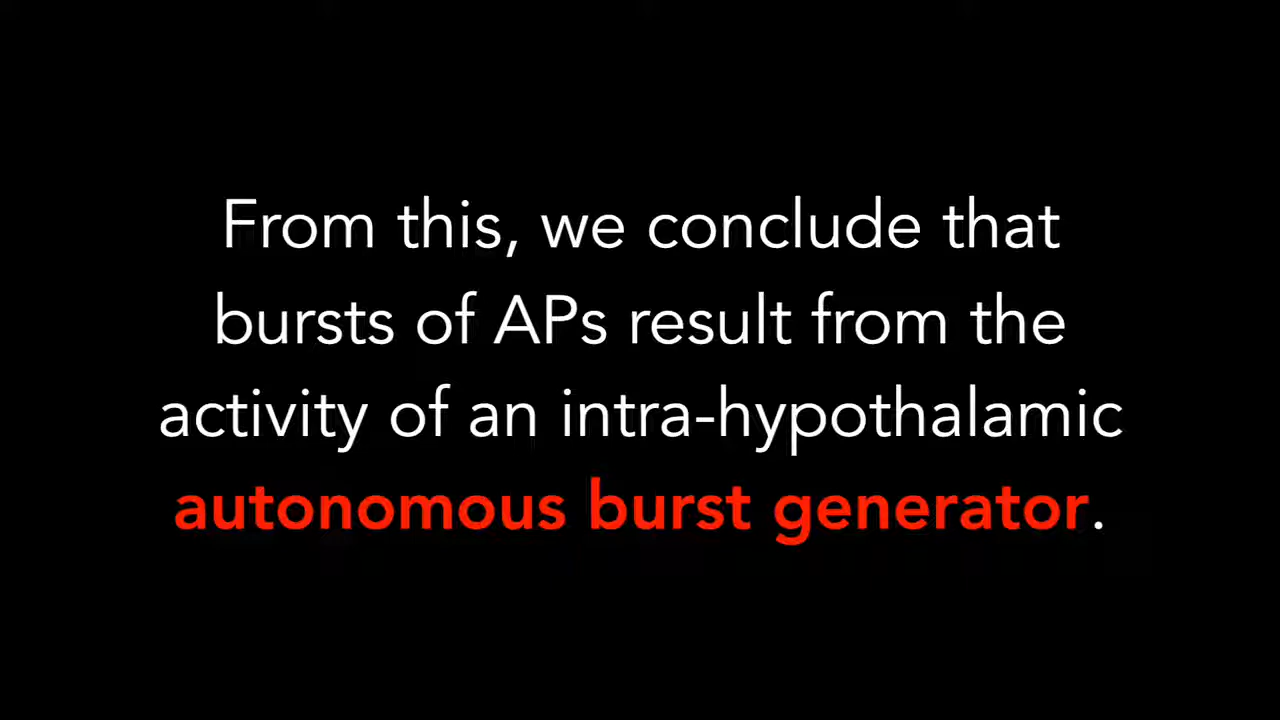 From this, we conclude that
bursts of APs result from the
activity of an intra-hypothalamic
autonomous burst generator.